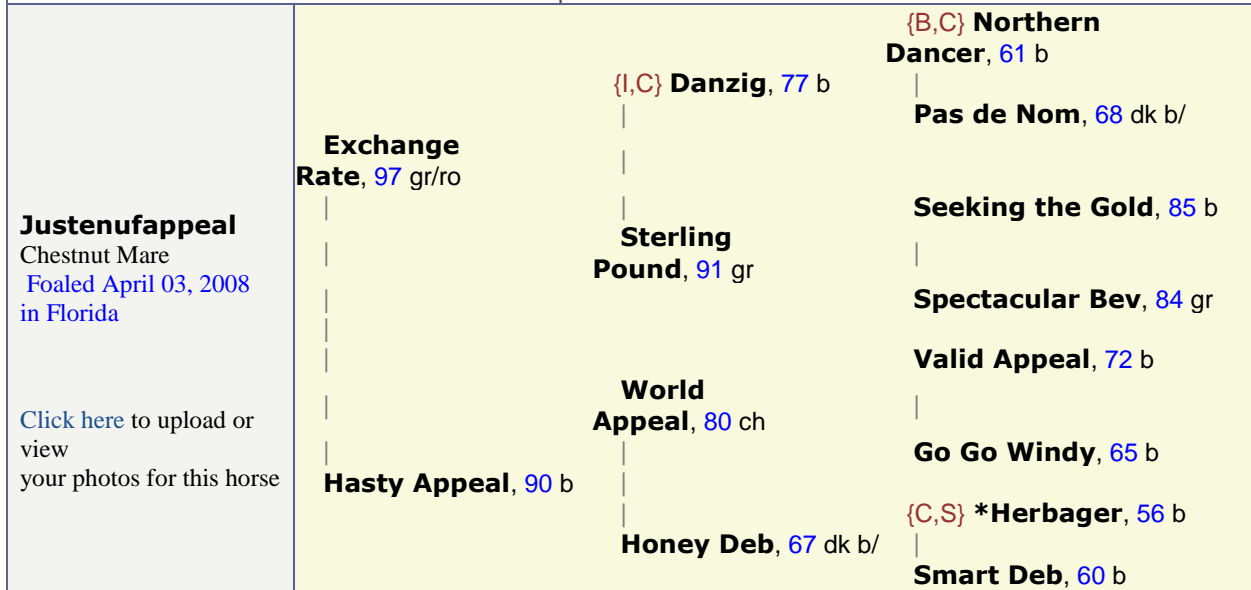 Justenufappeal
Chestnut Mare
Foaled April 03, 2008
in Florida
Click here to upload or
view
your photos for this horse
Exchange
Rate, 97 gr/ro
|
|
|
|
|
|
|
Hasty Appeal, 90 b
{I,C} Danzig, 77 b
|
|
|
Sterling
Pound, 91 gr
World
Appeal, 80 ch
|
|
|
Honey Deb, 67 dk b/
{B,C} Northern
Dancer, 61 b
|
Pas de Nom, 68 dk b/
Seeking the Gold, 85 b
|
Spectacular Bev, 84 gr
Valid Appeal, 72 b
|
Go Go Windy, 65 b
{C,S} *Herbager, 56 b
|
Smart Deb, 60 b